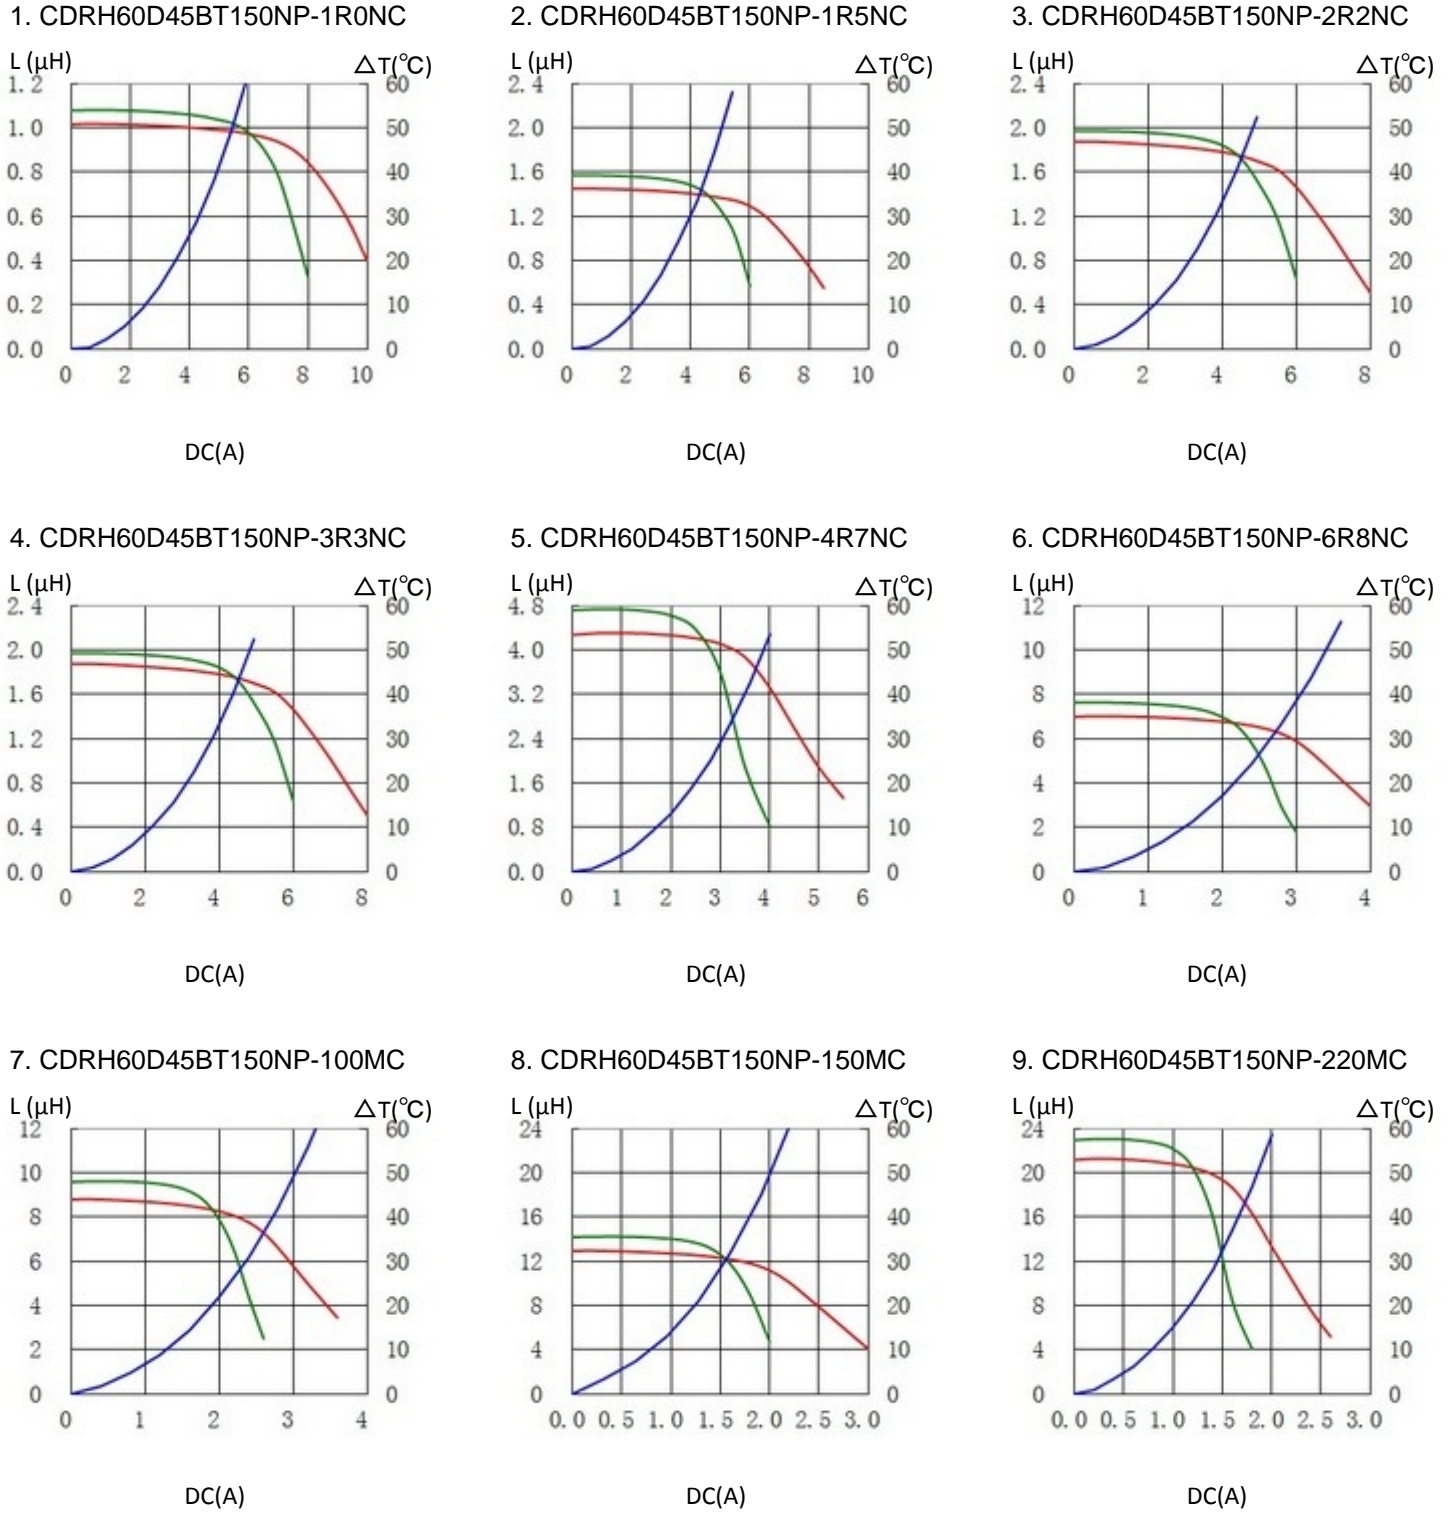 1. CDRH60D45BT150NP-1R0NC
L (μH) △T(℃)
1.2 60
1.0 50
0.8 40
0.6 30
0.4 20
0.2 10
0.0 0
0 2 4 6 8 10
DC(A)
2. CDRH60D45BT150NP-1R5NC
L (μH) △T(℃)
2.4 60
2.0 50
1.6 40
1.2 30
0.8 20
0.4 10
0.0 0
0 2 4 6 8 10
DC(A)
3. CDRH60D45BT150NP-2R2NC
L (μH) △T(℃)
2.4 60
2.0 50
1.6 40
1.2 30
0.8 20
0.4 10
0.0 0
0 2 4 6 8
DC(A)
4. CDRH60D45BT150NP-3R3NC
L (μH) △T(℃)
2.4 60
2.0 50
1.6 40
1.2 30
0.8 20
0.4 10
0.0 0
0 2 4 6 8
DC(A)
5. CDRH60D45BT150NP-4R7NC
L (μH) △T(℃)
4.8 60
4.0 50
3.2 40
2.4 30
1.6 20
0.8 10
0.0 0
0 1 2 3 4 5 6
DC(A)
6. CDRH60D45BT150NP-6R8NC
L (μH) △T(℃)
12 60
10 50
8 40
6 30
4 20
2 10
0 0
0 1 2 3 4
DC(A)
7. CDRH60D45BT150NP-100MC
L (μH) △T(℃)
12 60
10 50
8 40
6 30
4 20
2 10
0 0
0 1 2 3 4
DC(A)
8. CDRH60D45BT150NP-150MC
L (μH) △T(℃)
24 60
20 50
16 40
12 30
8 20
4 10
0 0
0.0 0.5 1.0 1.5 2.0 2.5 3.0
DC(A)
9. CDRH60D45BT150NP-220MC
L (μH) △T(℃)
24 60
20 50
16 40
12 30
8 20
4 10
0 0
0.0 0.5 1.0 1.5 2.0 2.5 3.0
DC(A)